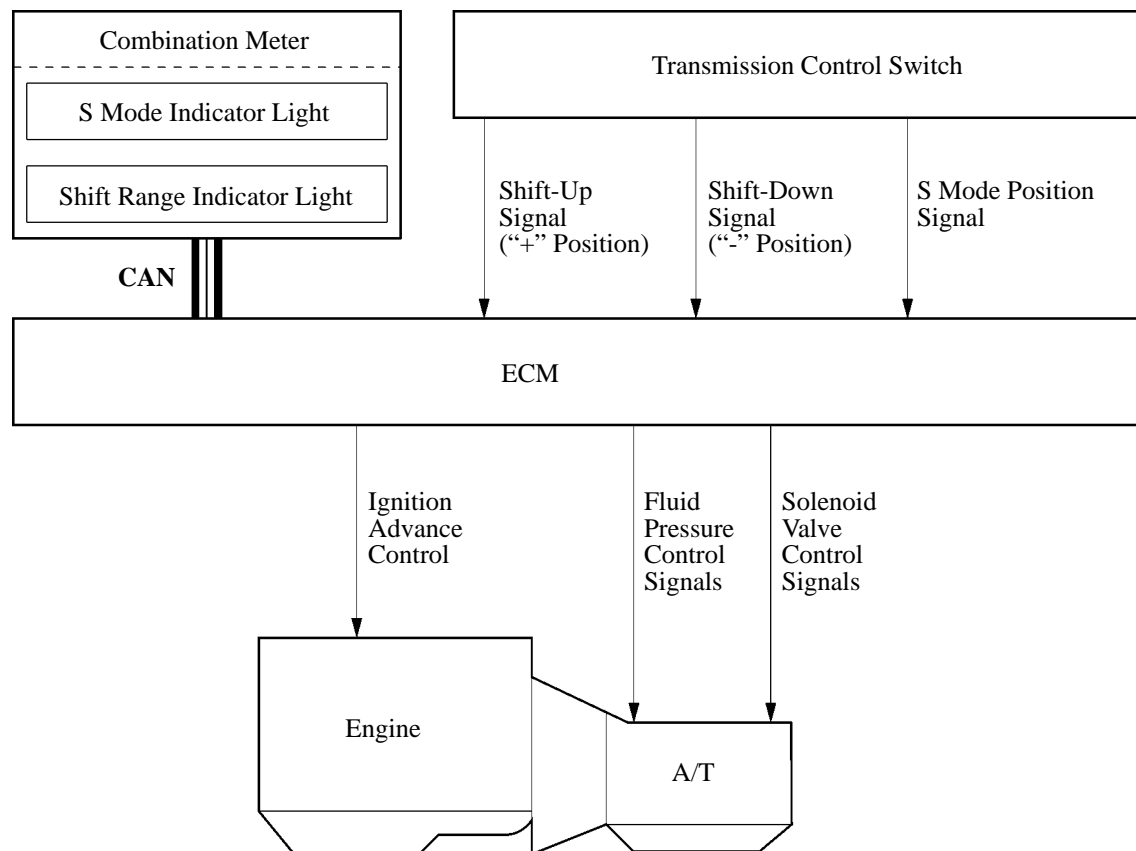 Combination Meter
S Mode Indicator Light
Shift Range Indicator Light
Transmission Control Switch
Shift-Up
Signal
(“+” Position)
Shift-Down
Signal
(“-” Position)
S Mode Position
Signal
CAN
ECM
Ignition
Advance
Control
Fluid
Pressure
Control
Signals
Solenoid
Valve
Control
Signals
Engine
A/T